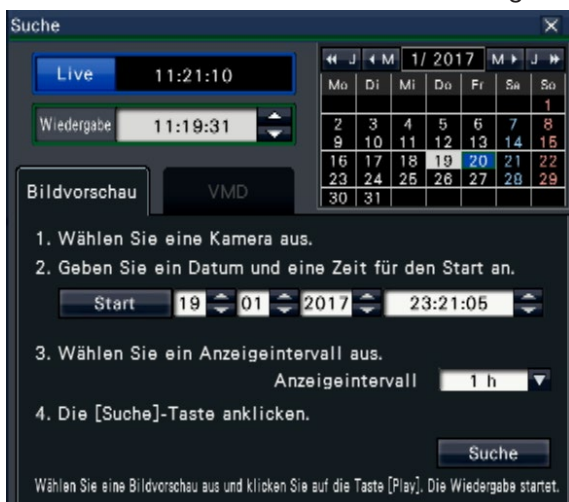 Suche
Live 11:21:10
Wiedergabe 11:19:31
J M 1/ 2017 M J
Mo Di Mi Do Fr Sa So
1
2 3 4 5 6 7 8
9 10 11 12 13 14 15
16 17 18 19 20 21 22
23 24 25 26 27 28 29
30 31
Bildvorschau VMD
1. Wählen Sie eine Kamera aus.
2. Geben Sie ein Datum und eine Zeit für den Start an.
Start 19 01 2017 23:21:05
3. Wählen Sie ein Anzeigeintervall aus.
Anzeigeintervall 1 h
4. Die [Suche]-Taste anklicken.
Suche
Wählen Sie eine Bildvorschau aus und klicken Sie auf die Taste [Play]. Die Wiedergabe startet.